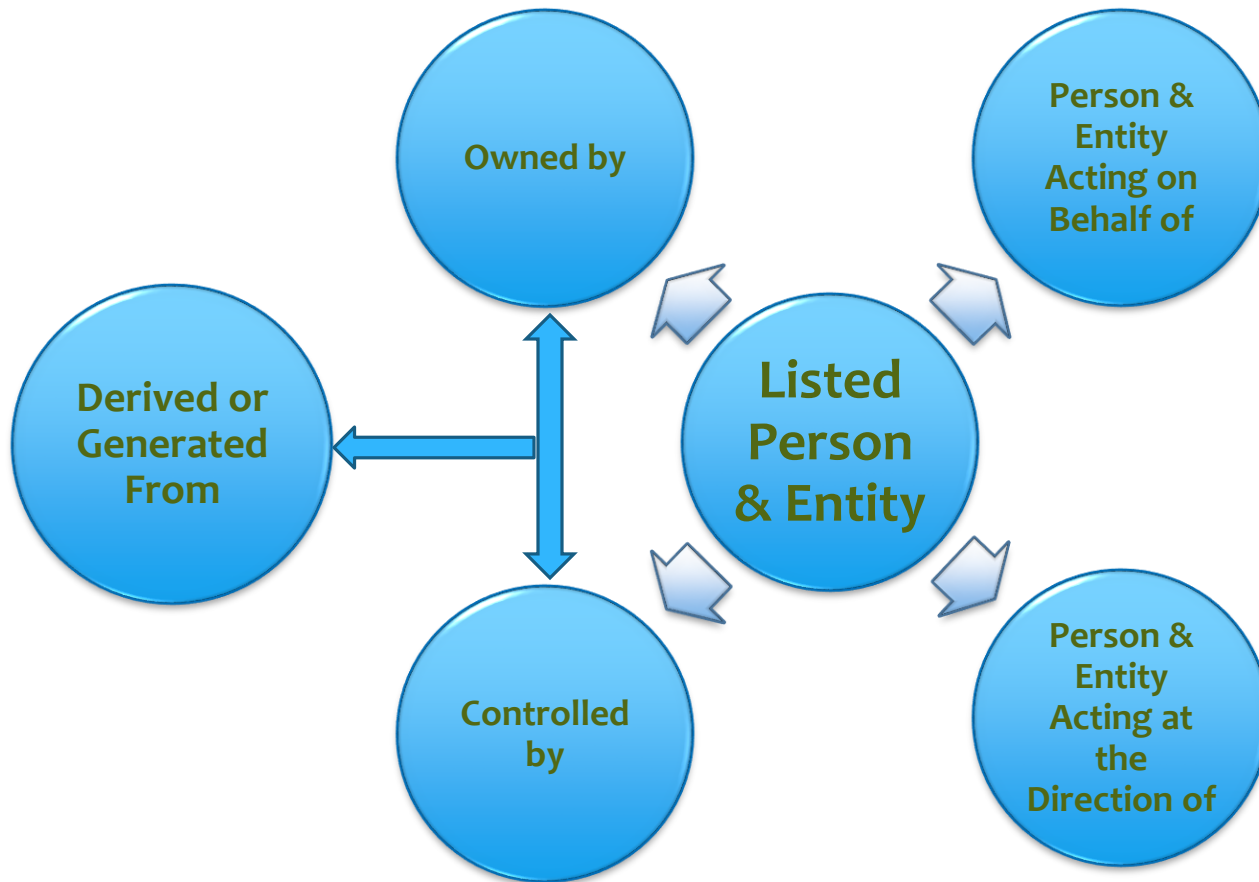 Owned by
Person &
Entity
Acting on
Behalf of
Derived or
Generated
From
Listed
Person
& Entity
Controlled
by
Person &
Entity
Acting at
the
Direction of